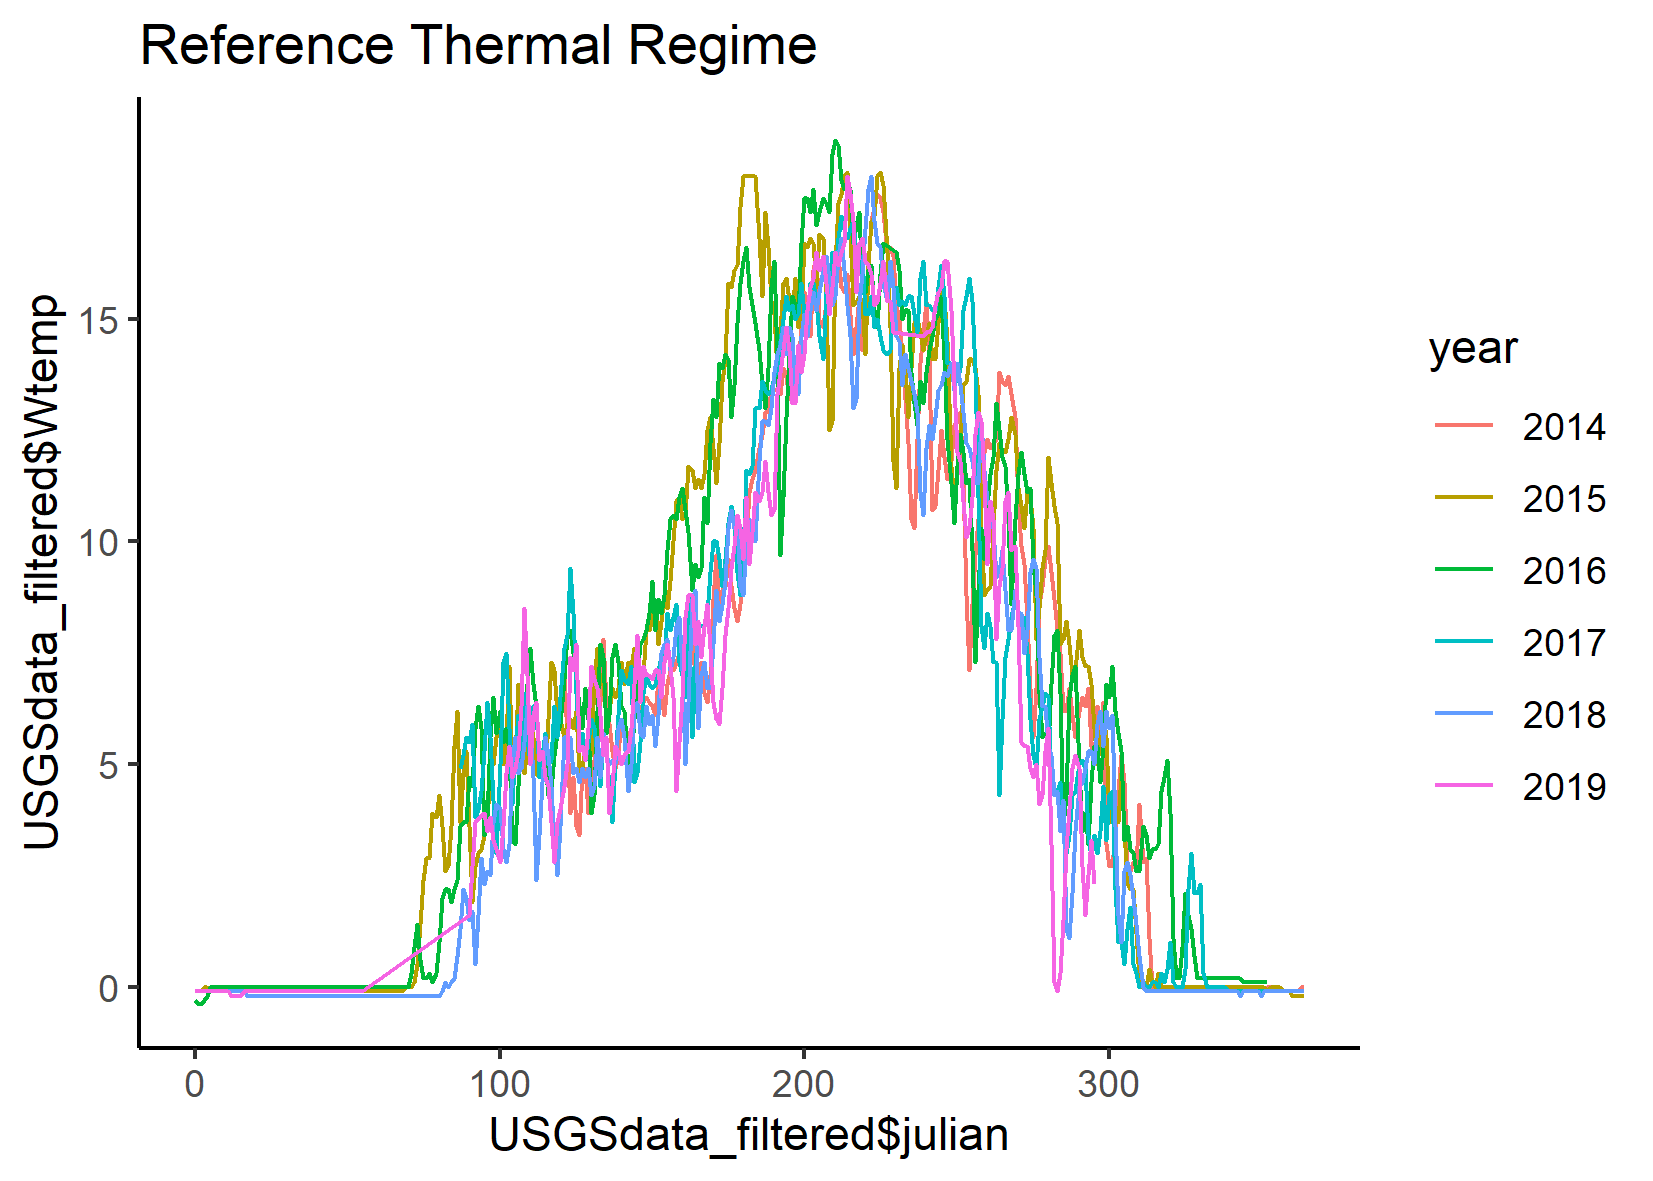 Reference Thermal Regime
USGSdata_filtered$Wtemp
15
10
5
0
0 100 200 300
USGSdata_filtered$julian
year
2014
2015
2016
2017
2018
2019